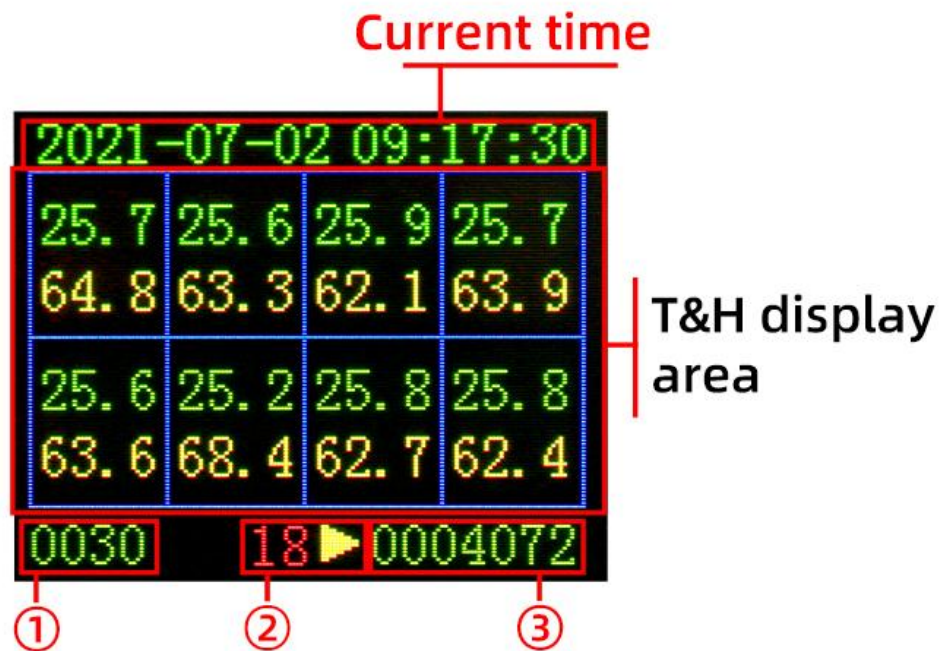 Current time
2021-07-02 09:17:30
25.7 25.6 25.9 25.7
64.8 63.3 62.1 63.9
T&H display
area
25.6 25.2 25.8 25.8
63.6 68.4 62.7 62.4
0030 18 0004072
① ② ③